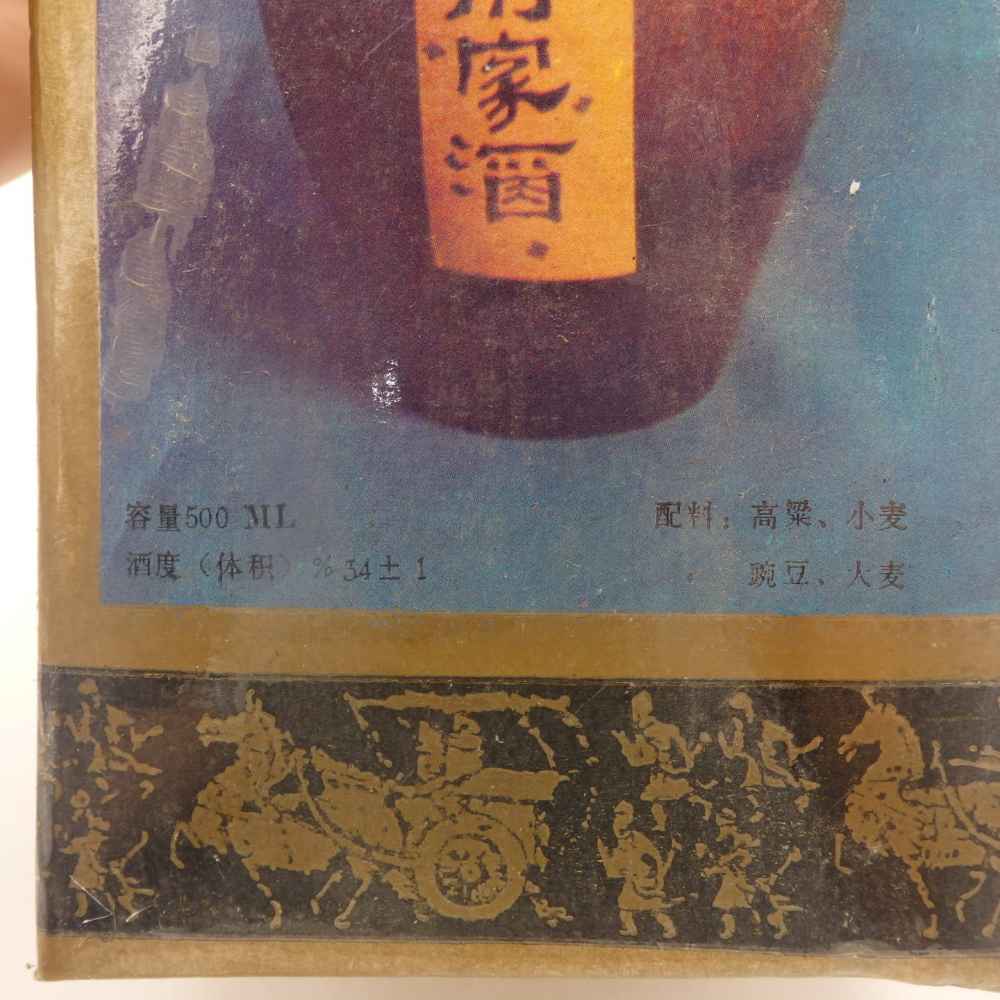 家
酒
容量500 ML
酒度（体积）% 34± 1
配料：高粱、小麦
豌豆、大麦